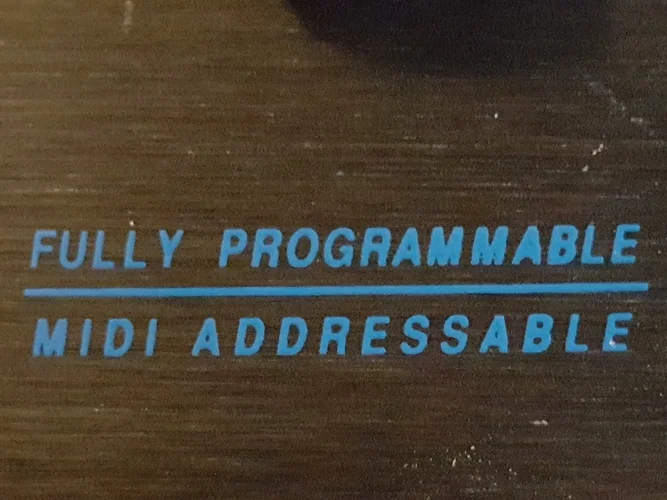 FULLY PROGRAMMABLE
MIDI ADDRESSABLE